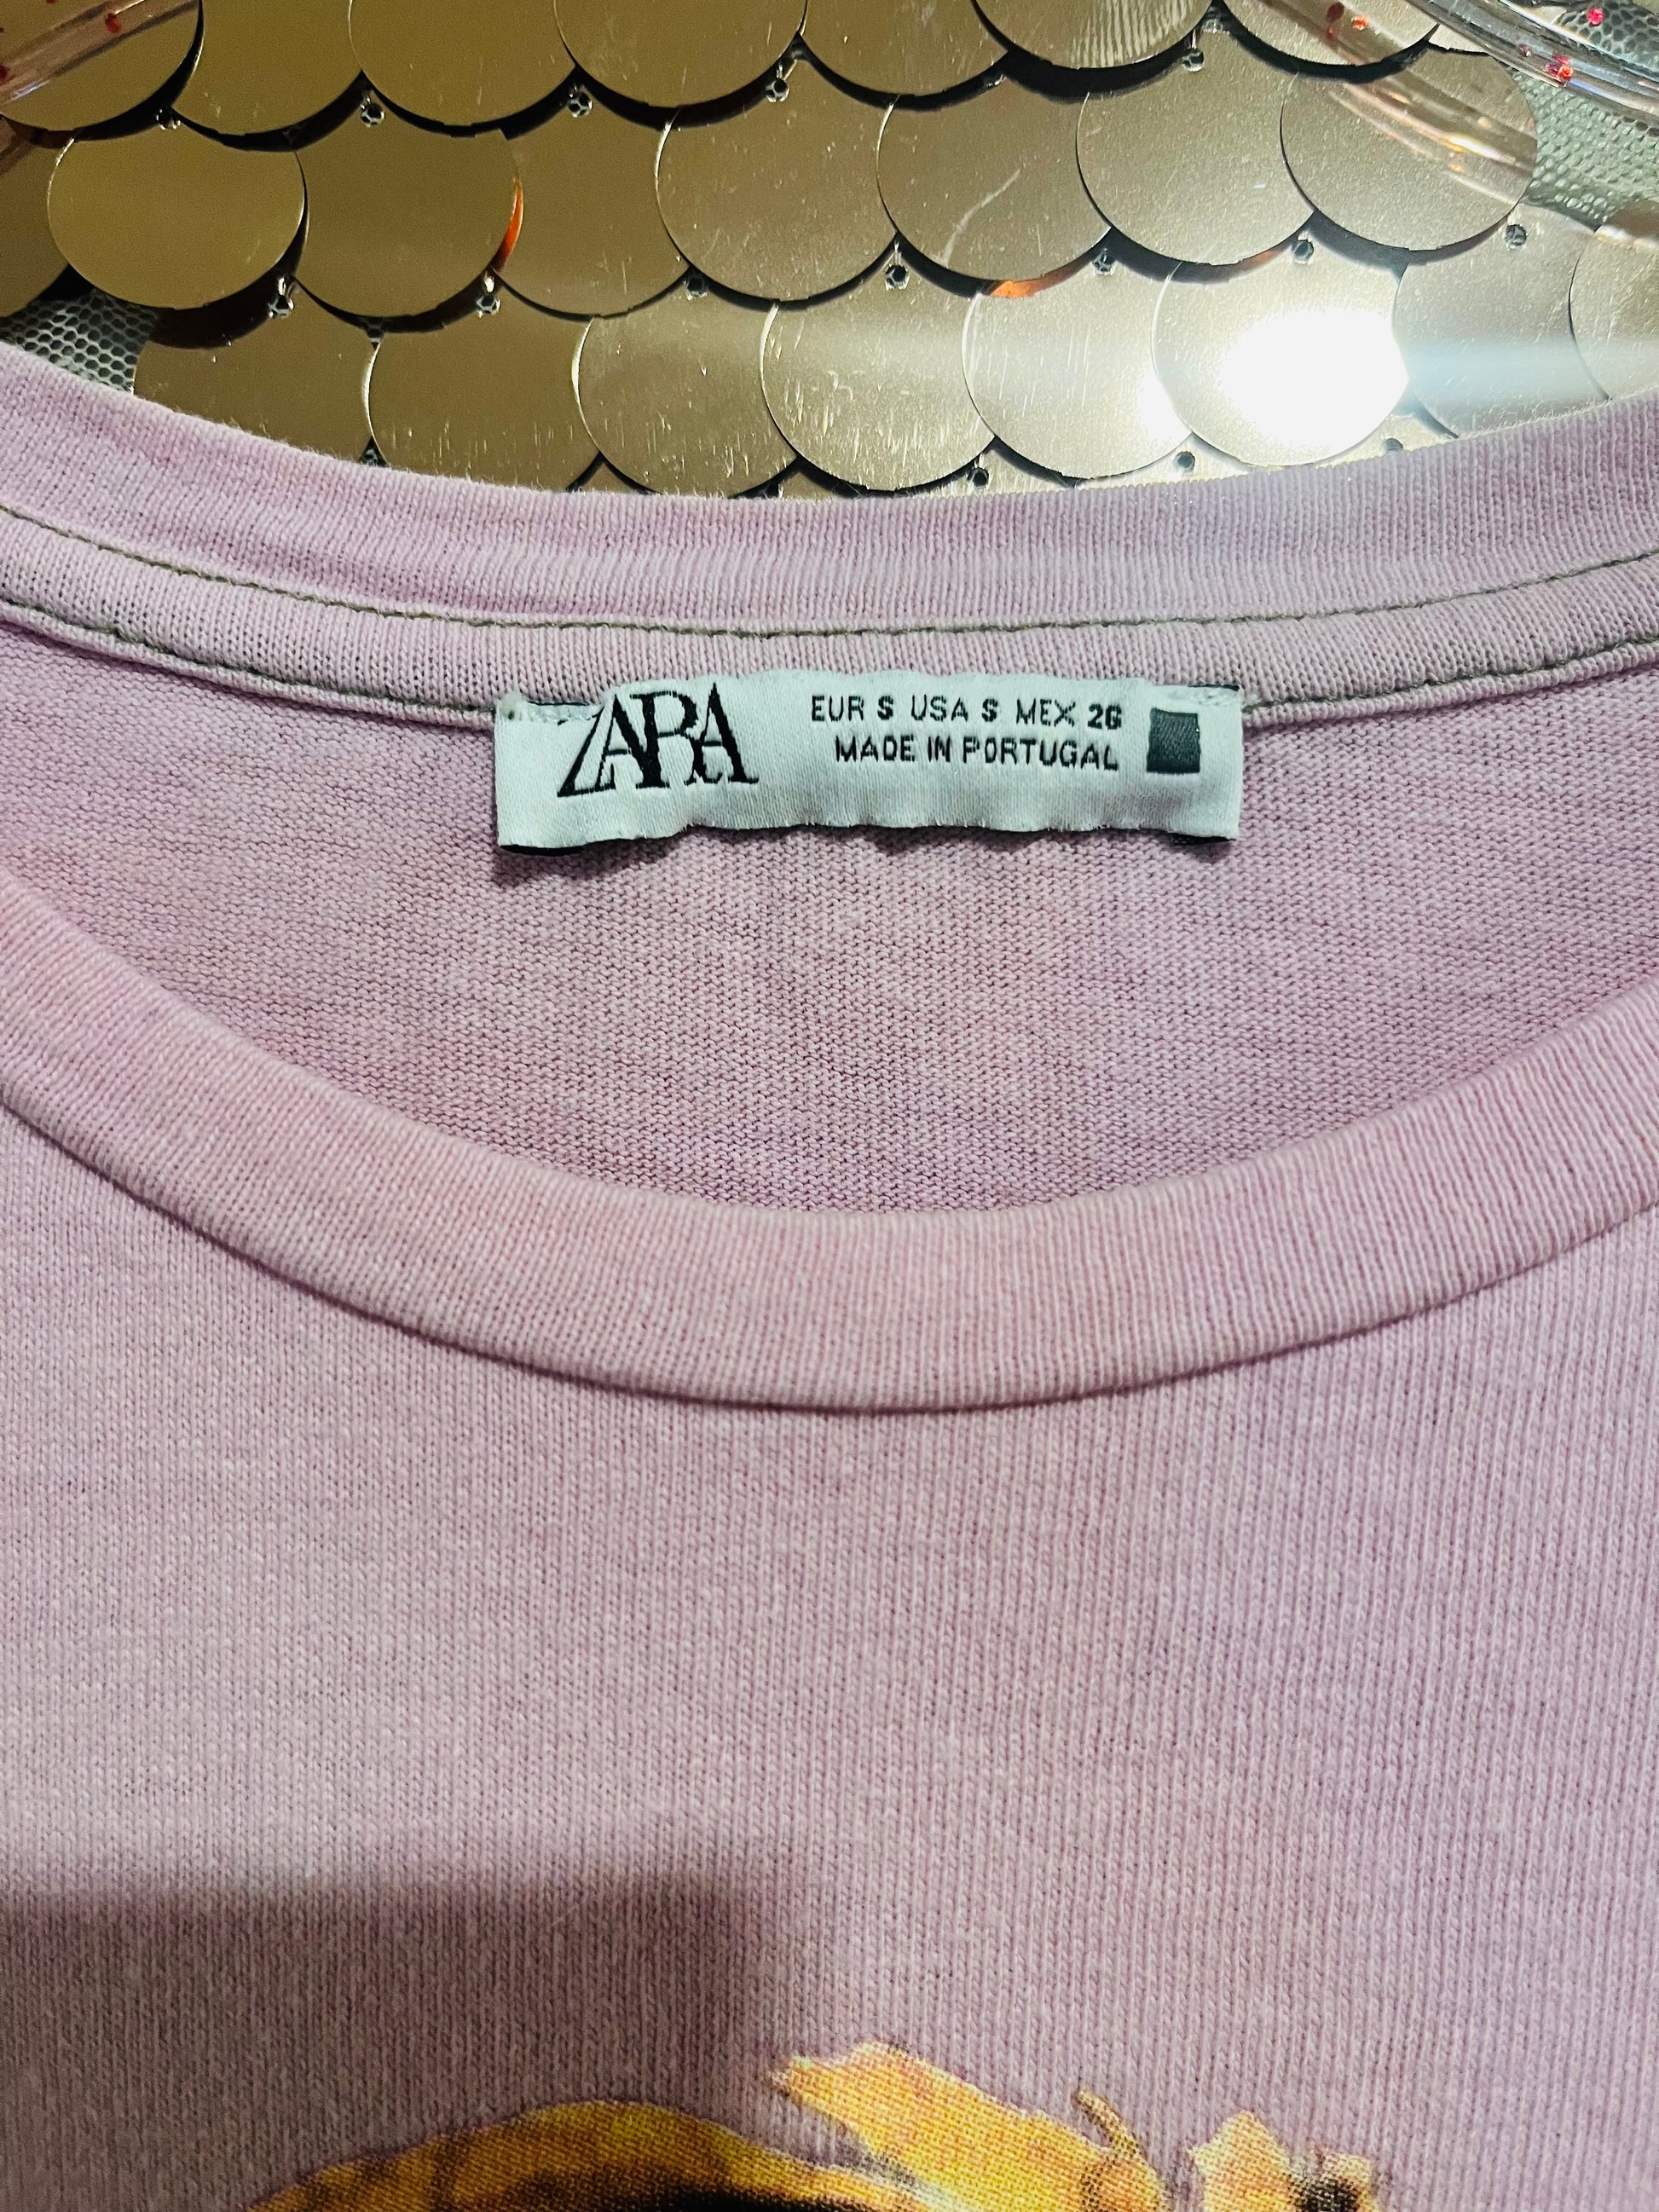 ZARA
EUR S USA S MEX 26
MADE IN PORTUGAL